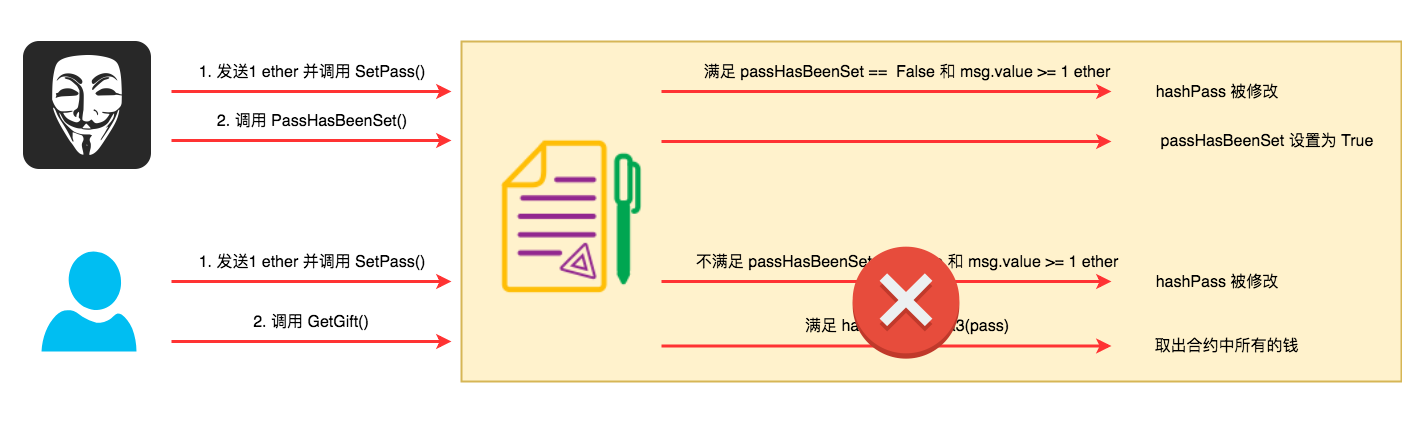 1. 发送1 ether 并调用 SetPass()
满足 passHasBeenSet ==  False 和 msg.value >= 1 ether
hashPass 被修改
2. 调用 PassHasBeenSet()
passHasBeenSet 设置为 True
1. 发送1 ether 并调用 SetPass()
不满足 passHasBeenSet 和 msg.value >= 1 ether
hashPass 被修改
2. 调用 GetGift()
满足 (pass)
取出合约中所有的钱